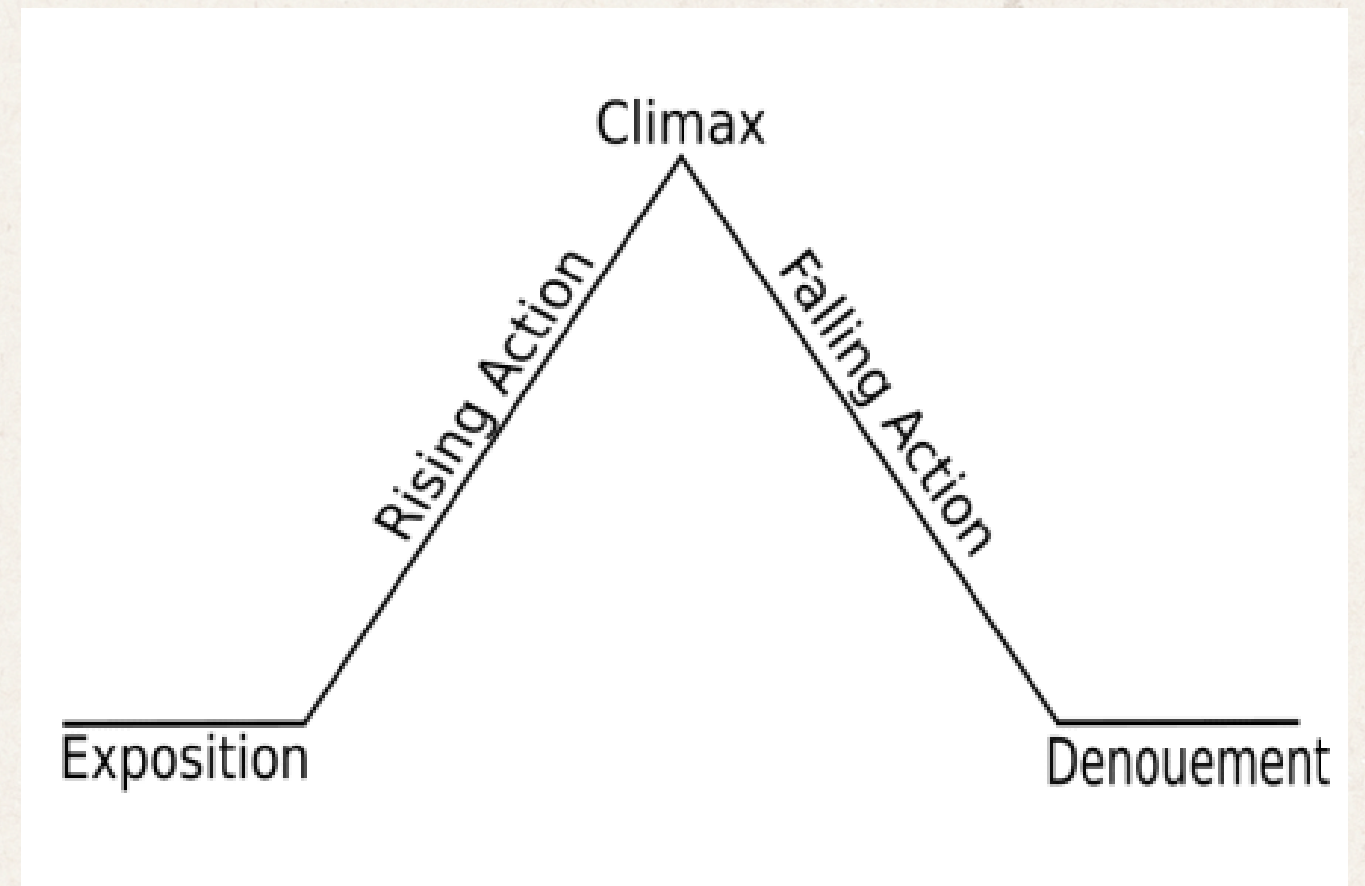 Climax
Rising Action
Falling Action
Exposition
Denouement